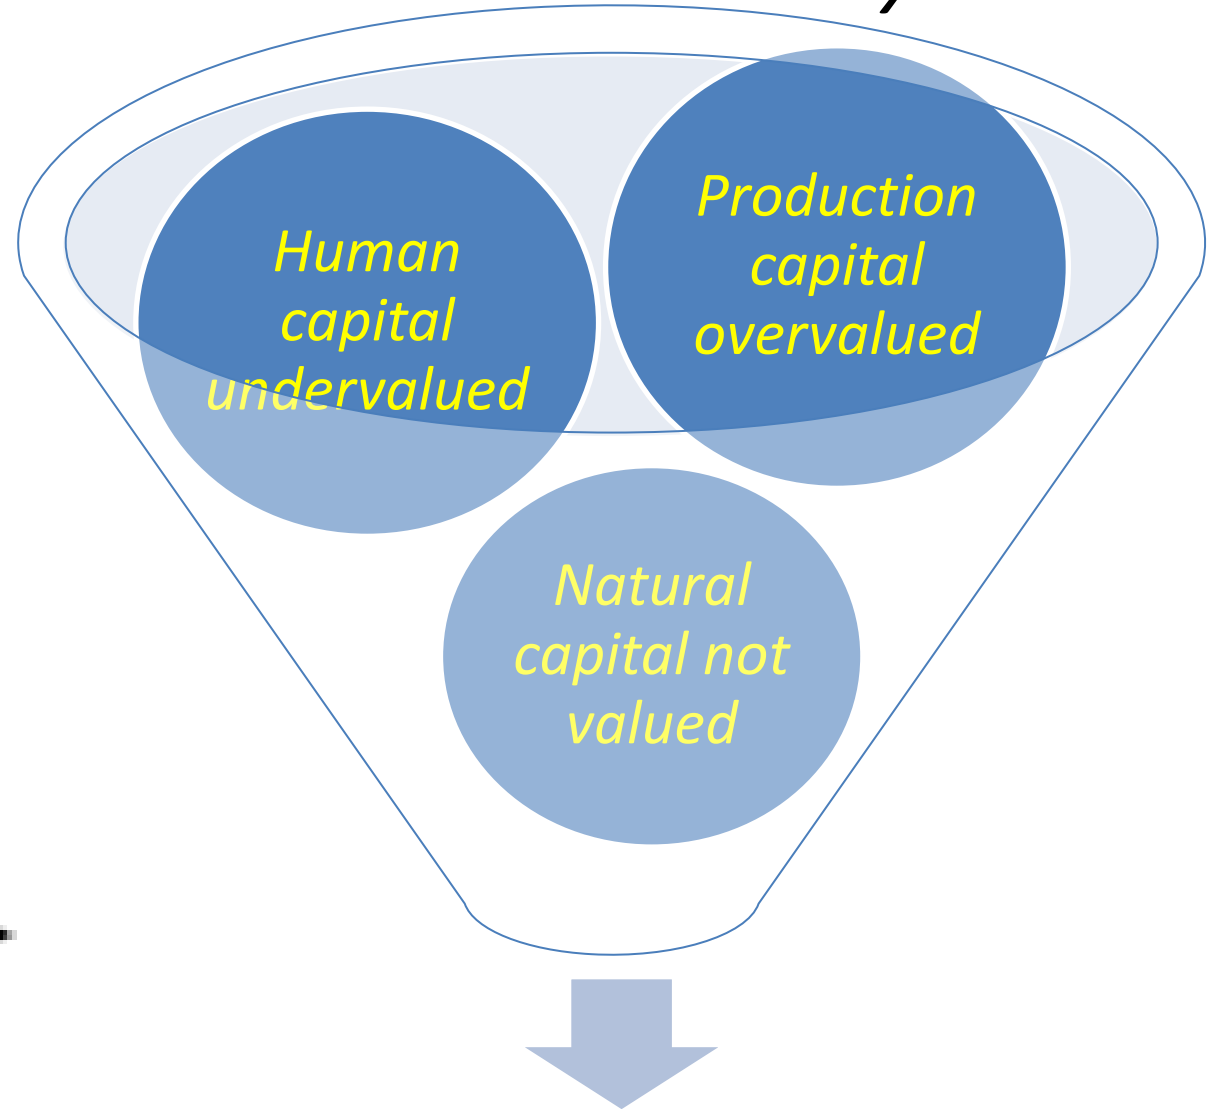 Human
capital
undervalued
Production
capital
overvalued
Natural
capital not
valued